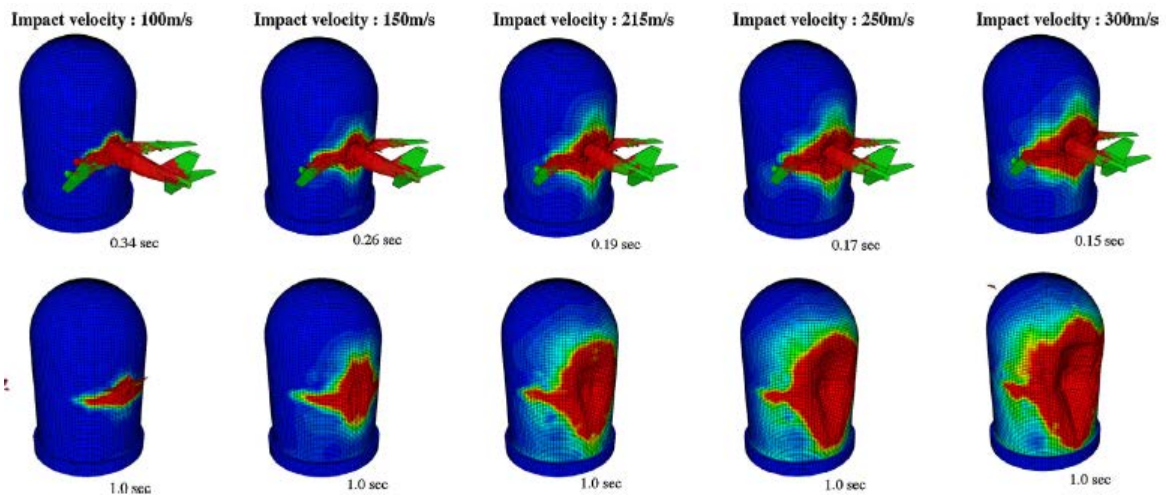 Impact velocity : 100m/s
Impact velocity : 150m/s
Impact velocity : 215m/s
Impact velocity : 250m/s
Impact velocity : 300m/s
0.34 sec
0.26 sec
0.19 sec
0.17 sec
0.15 sec
1.0 sec
1.0 sec
1.0 sec
1.0 sec
1.0 sec